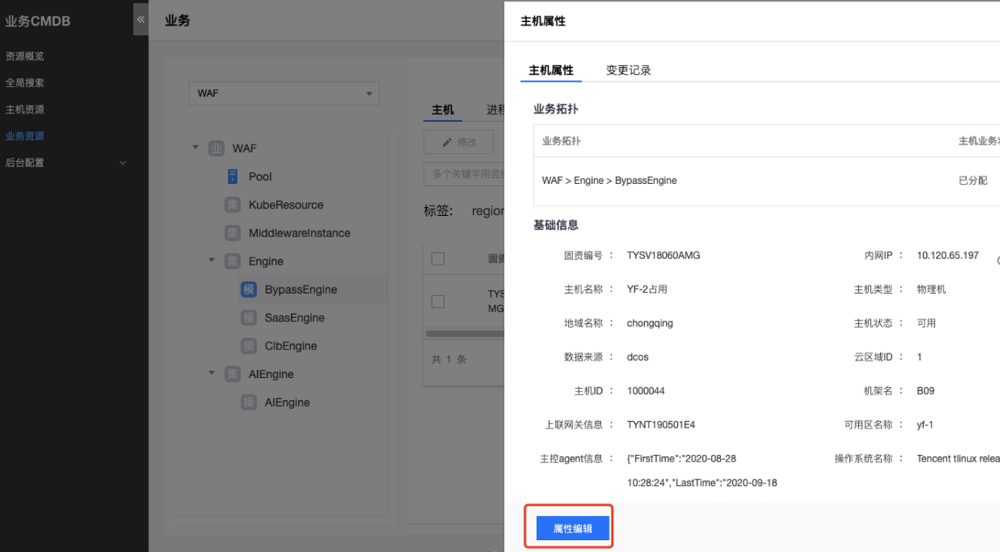 业务CMDB
资源概览
全局搜索
主机资源
业务资源
后台配置
业务
WAF
业 WAF
Pool
集 KubeResource
集 MiddlewareInstance
集 Engine
模 BypassEngine
模 SaasEngine
模 ClbEngine
集 AIEngine
模 AIEngine
主机 进程
修改
多个关键字用竖
标签: region
固资
TYS
MG
共 1 条
主机属性
主机属性 变更记录
业务拓扑
业务拓扑 主机业务
WAF > Engine > BypassEngine 已分配
基础信息
固资编号 : TYSV18060AMG 内网IP : 10.120.65.197
主机名称 : YF-2占用 主机类型 : 物理机
地域名称 : chongqing 主机状态 : 可用
数据来源 : dcos 云区域ID : 1
主机ID : 1000044 机架名 : B09
上联网关信息 : TYNT190501E4 可用区名称 : yf-1
主控agent信息 : {"FirstTime":"2020-08-28 操作系统名称 : Tencent tlinux relea
10:28:24","LastTime":"2020-09-18
属性编辑